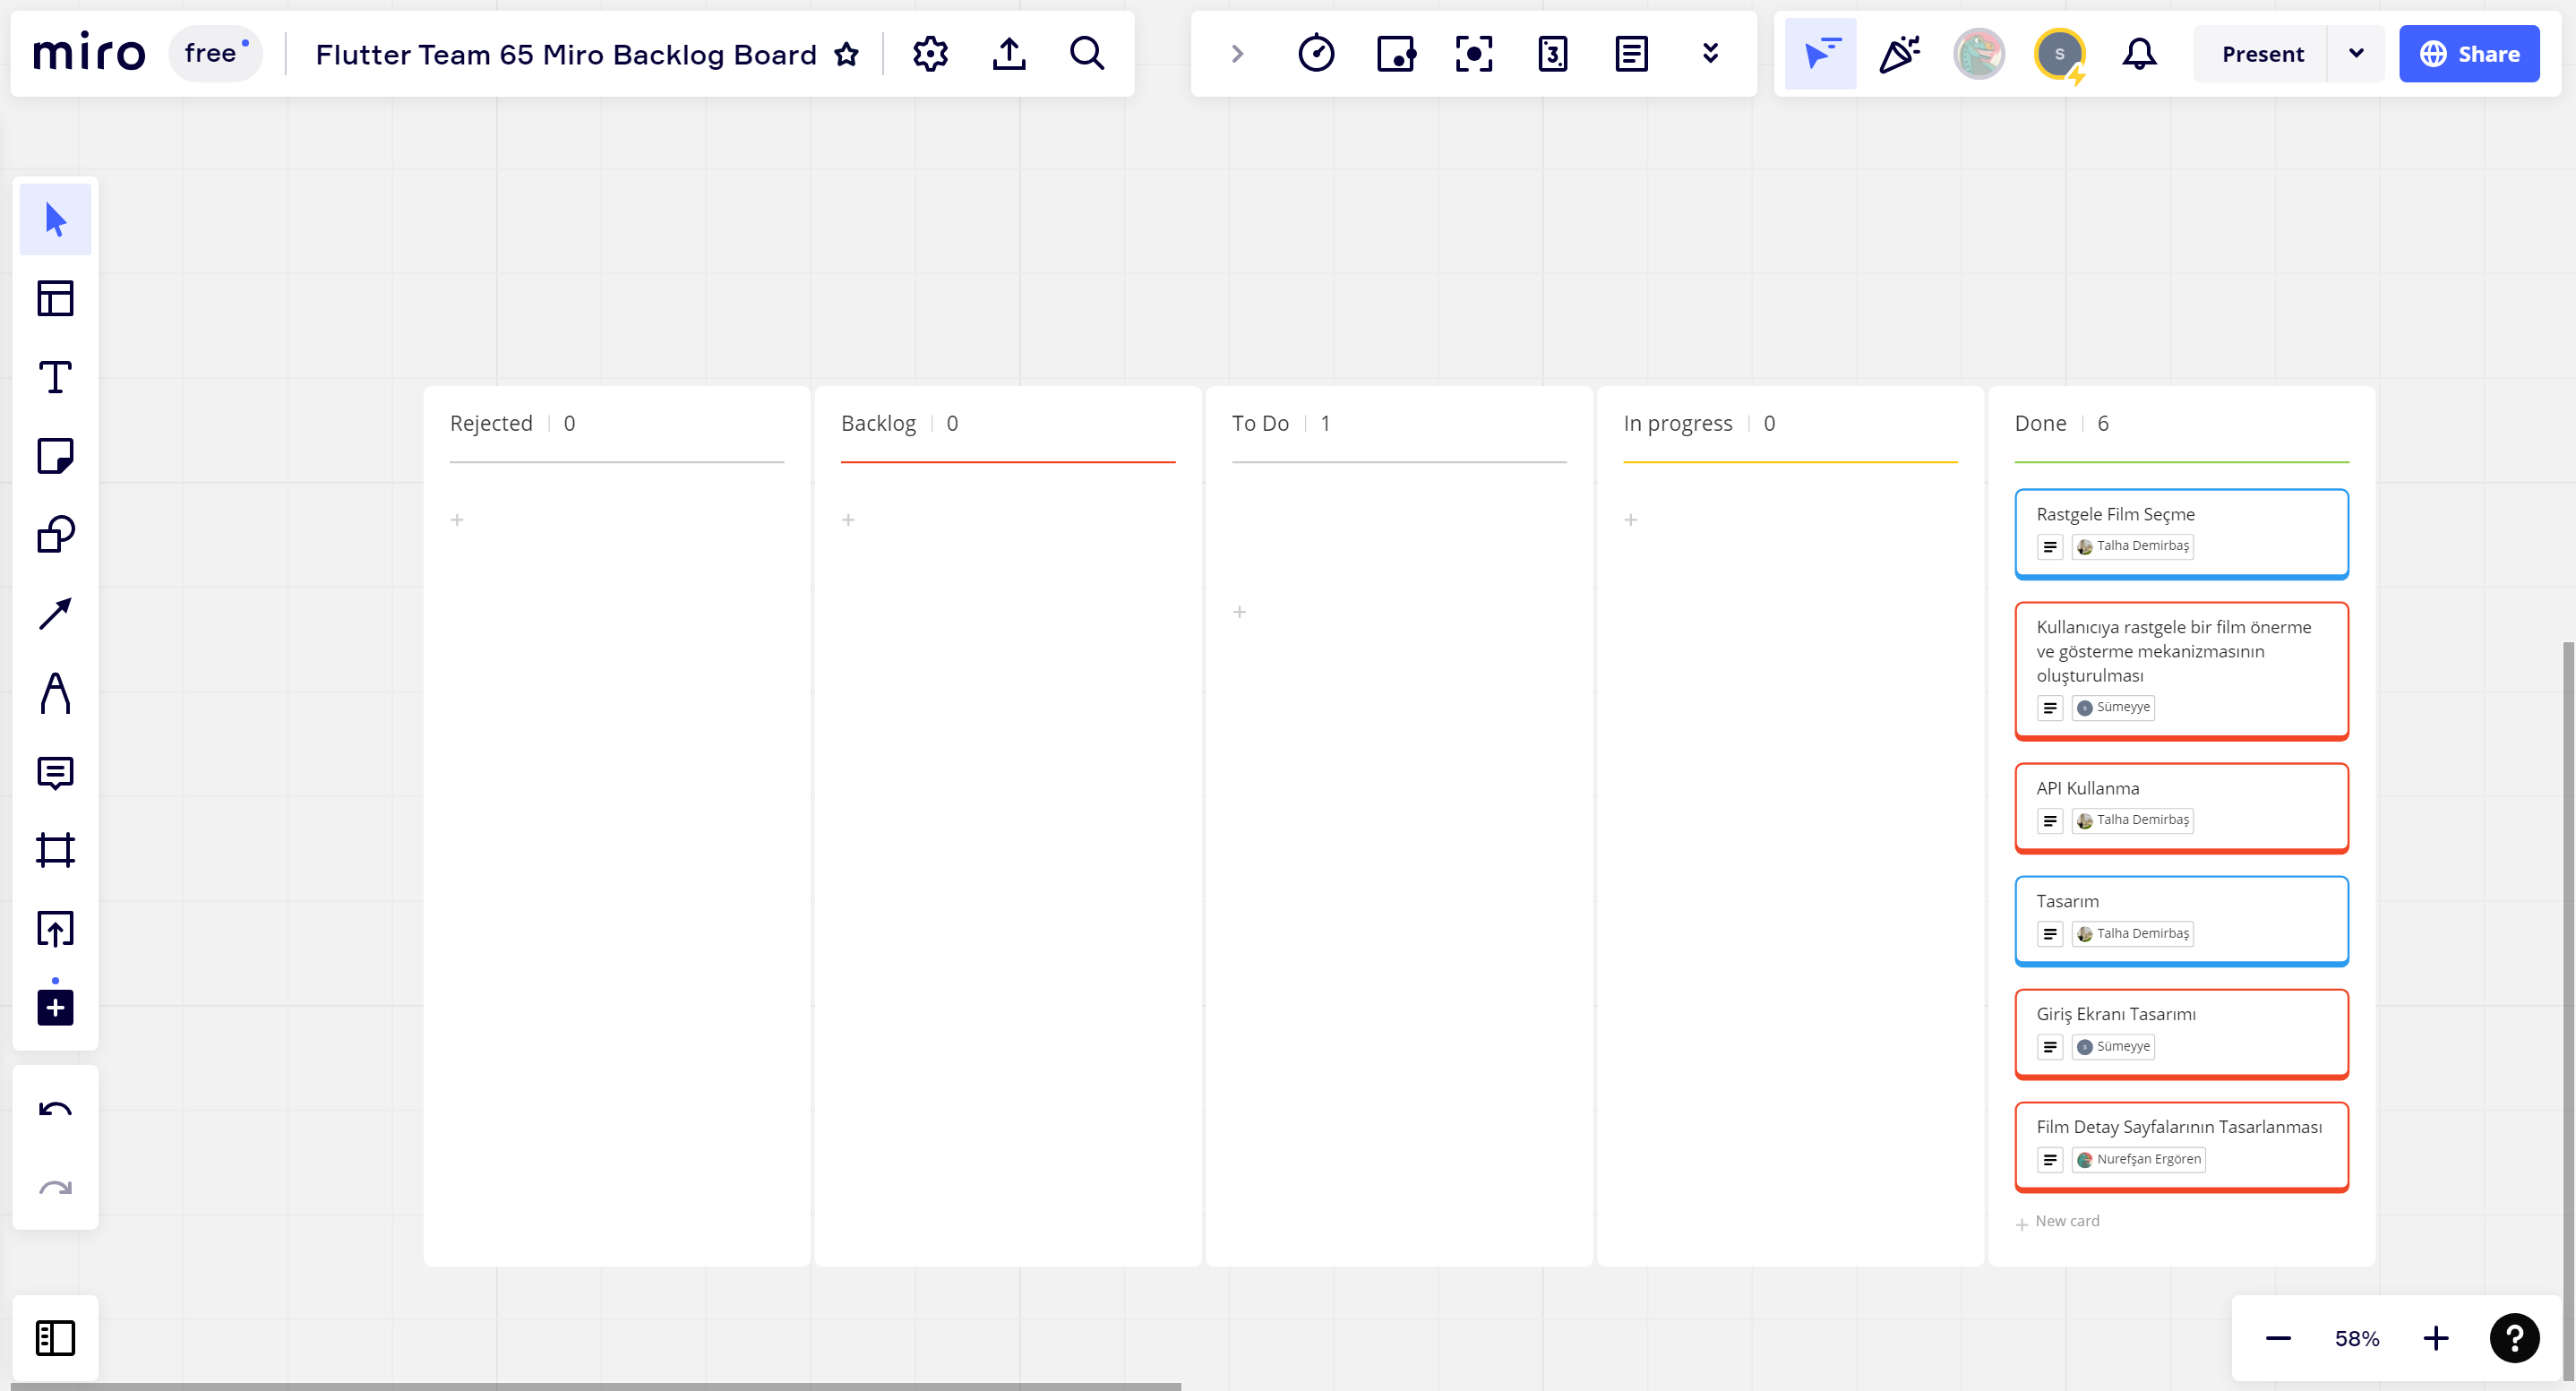 miro
free
Flutter Team 65 Miro Backlog Board
3
S
Present
Share
Rejected 0
Backlog 0
To Do 1
In progress 0
Done 6
Rastgele Film Seçme
Talha Demirbaş
Kullanıcıya rastgele bir film önerme
ve gösterme mekanizmasının
oluşturulması
Sümeyye
API Kullanma
Talha Demirbaş
Tasarım
Talha Demirbaş
Giriş Ekranı Tasarımı
Sümeyye
Film Detay Sayfalarının Tasarlanması
Nurefşan Ergören
+ New card
58%